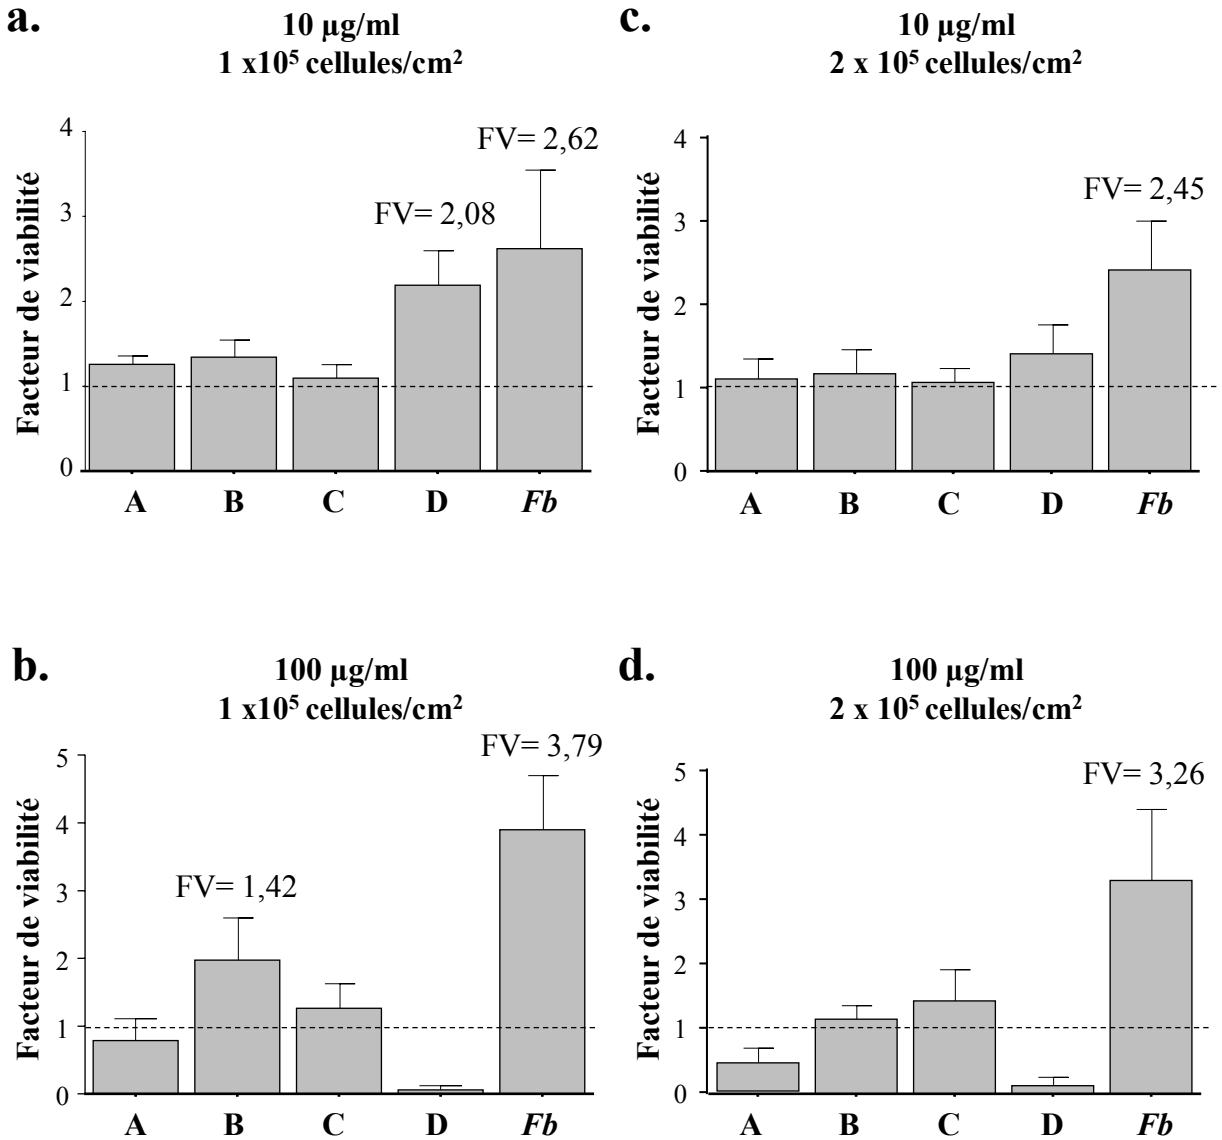 a.
10 µg/ml
1 x10⁵ cellules/cm²
Facteur de viabilité
4
3
2
1
0
FV= 2,08
FV= 2,62
A B C D Fb
c.
10 µg/ml
2 x 10⁵ cellules/cm²
Facteur de viabilité
4
3
2
1
0
FV= 2,45
A B C D Fb
b.
100 µg/ml
1 x10⁵ cellules/cm²
Facteur de viabilité
5
4
3
2
1
0
FV= 1,42
FV= 3,79
A B C D Fb
d.
100 µg/ml
2 x 10⁵ cellules/cm²
Facteur de viabilité
5
4
3
2
1
0
FV= 3,26
A B C D Fb